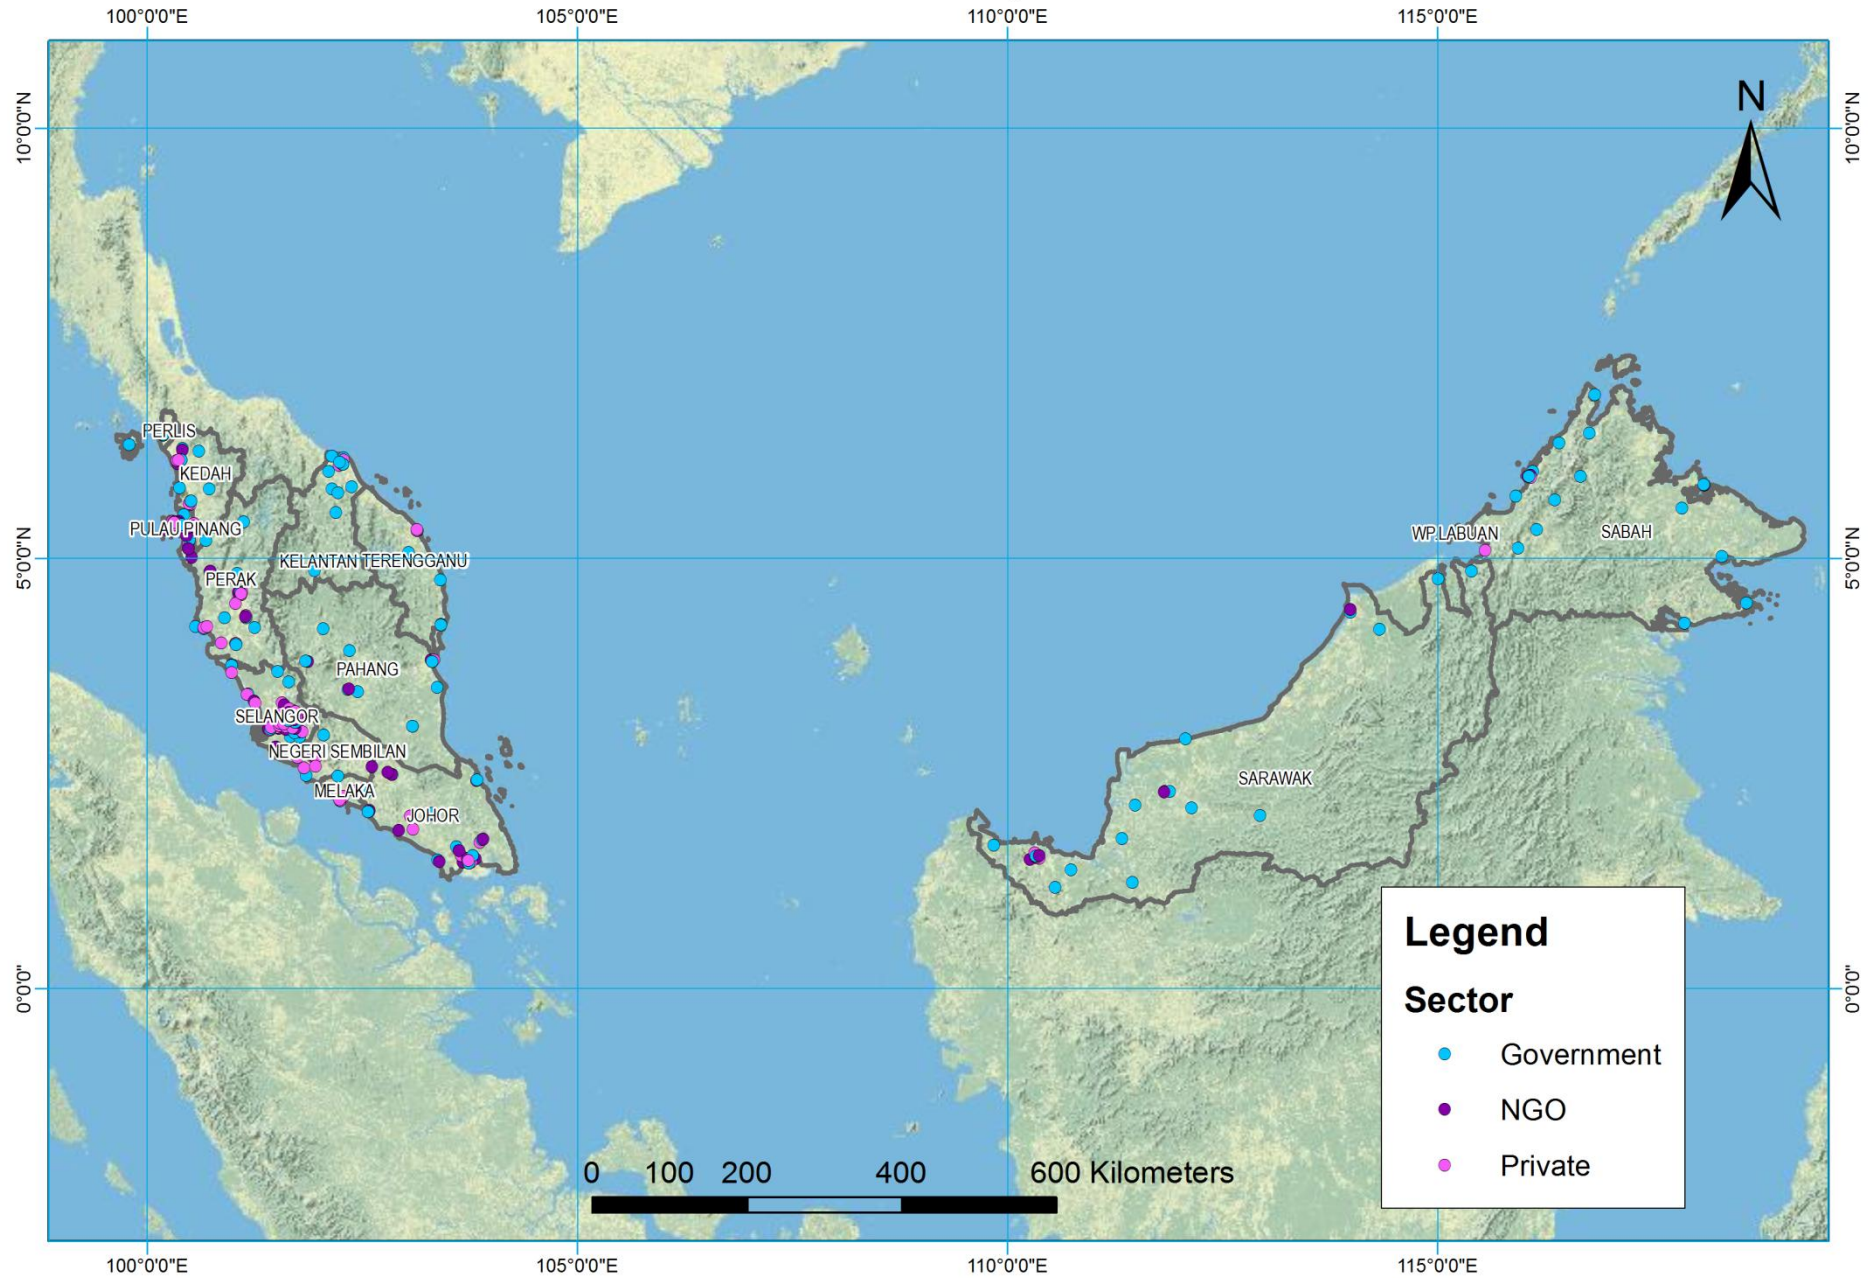 100°0'0"E
105°0'0"E
110°0'0"E
115°0'0"E
N
10°0'0"N
10°0'0"N
PERLIS
KEDAH
PULAU PINANG
WP.LABUAN
SABAH
5°0'0"N
KELANTAN
TERENGGANU
5°0'0"N
PERAK
PAHANG
SELANGOR
NEGERI SEMBILAN
MELAKA
SARAWAK
JOHOR
Legend
0°0'0"
Sector
0°0'0"
Government
NGO
Private
0 100 200 400 600 Kilometers
100°0'0"E
105°0'0"E
110°0'0"E
115°0'0"E